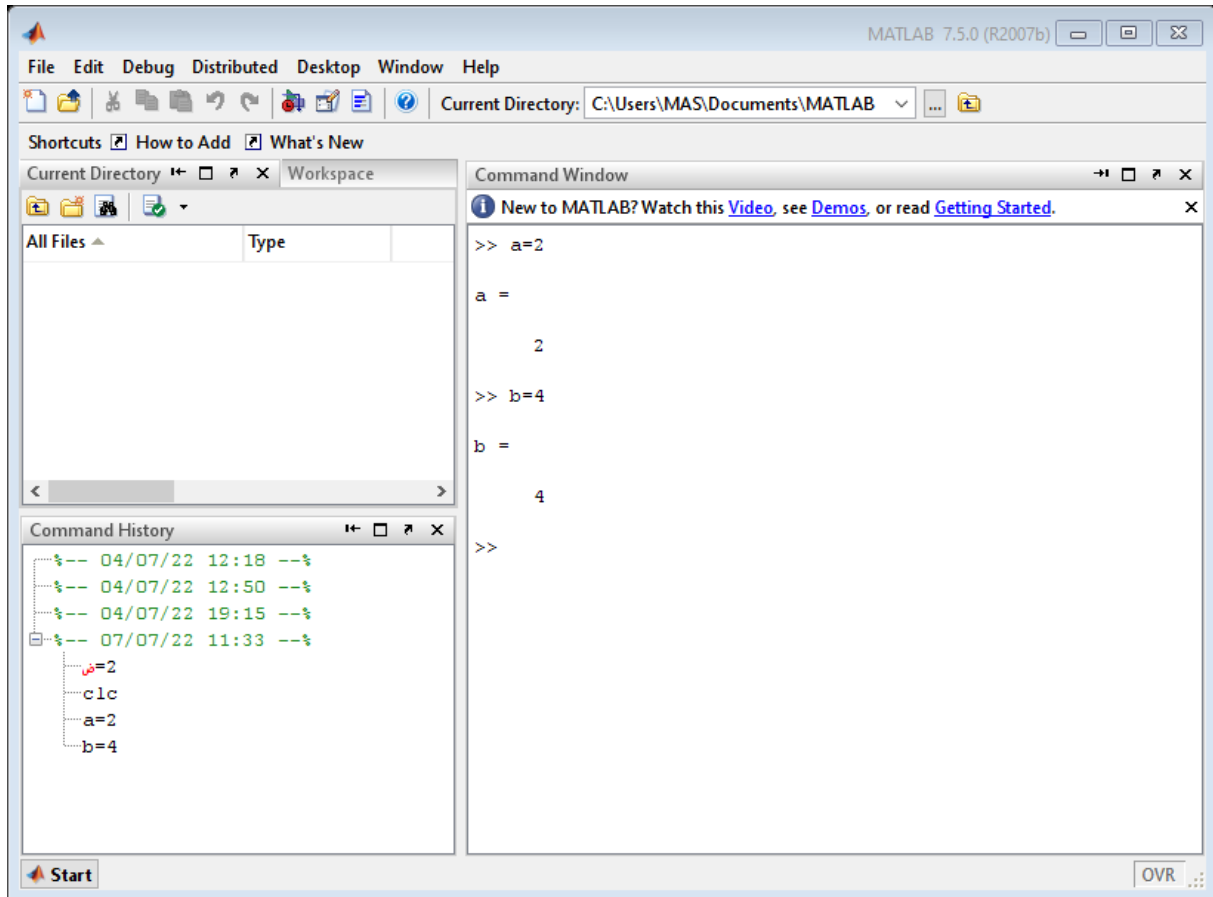 MATLAB 7.5.0 (R2007b)
File Edit Debug Distributed Desktop Window Help
Current Directory: C:\Users\MAS\Documents\MATLAB ...
Shortcuts How to Add What's New
Current Directory Workspace
All Files Type
Command History
%-- 04/07/22 12:18 --%
%-- 04/07/22 12:50 --%
%-- 04/07/22 19:15 --%
%-- 07/07/22 11:33 --%
ض=2
clc
a=2
b=4
Command Window
New to MATLAB? Watch this Video, see Demos, or read Getting Started.
>> a=2
a =
2
>> b=4
b =
4
>>
Start OVR